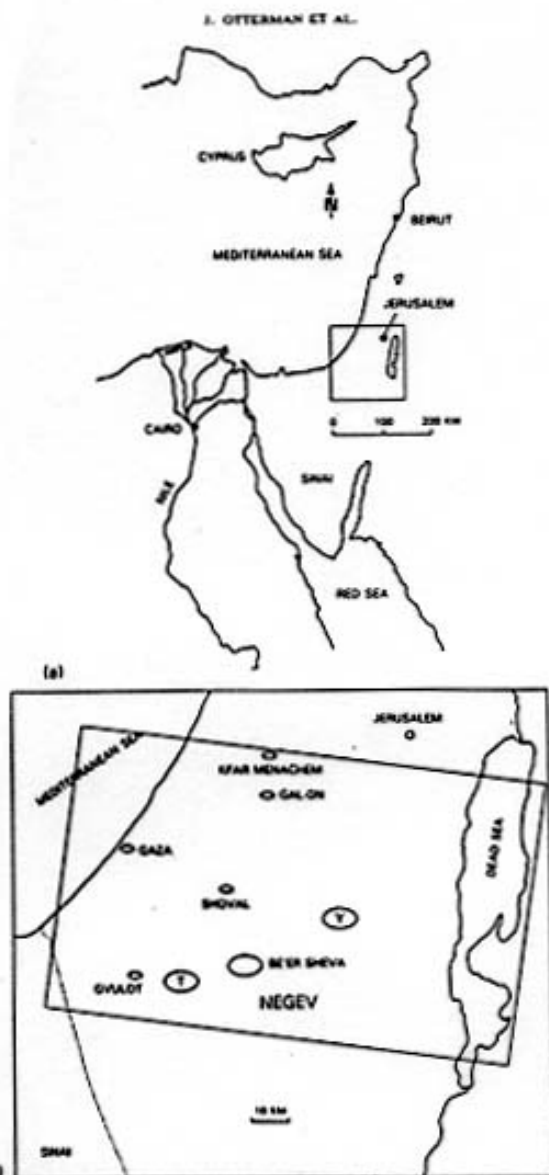 J. OTTERMAN ET AL.
CYPRUS
N
BEIRUT
MEDITERRANEAN SEA
JERUSALEM
0 100 200 KM
CAIRO
SINAI
NILE
RED SEA
(a)
JERUSALEM
MEDITERRANEAN SEA
KFAR MENACHEM
GAL-ON
DEAD SEA
GAZA
SHOVAL
Y
BE'ER SHEVA
GVULOT
T
NEGEV
10 KM
SINAI